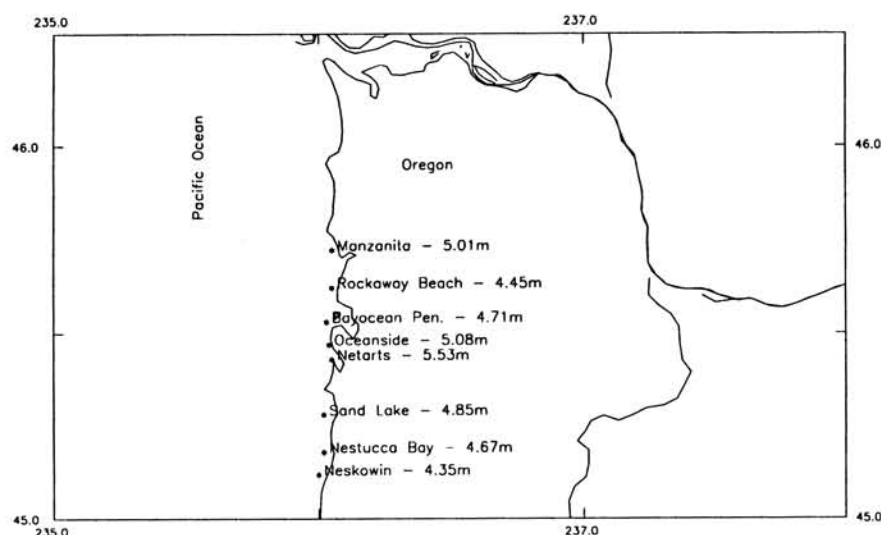 235.0
237.0
46.0
46.0
Pacific Ocean
Oregon
Manzanita – 5.01m
Rockaway Beach – 4.45m
Bayocean Pen. – 4.71m
Oceanside – 5.08m
Netarts – 5.53m
Sand Lake – 4.85m
Nestucca Bay – 4.67m
Neskowin – 4.35m
45.0
45.0
235.0
237.0